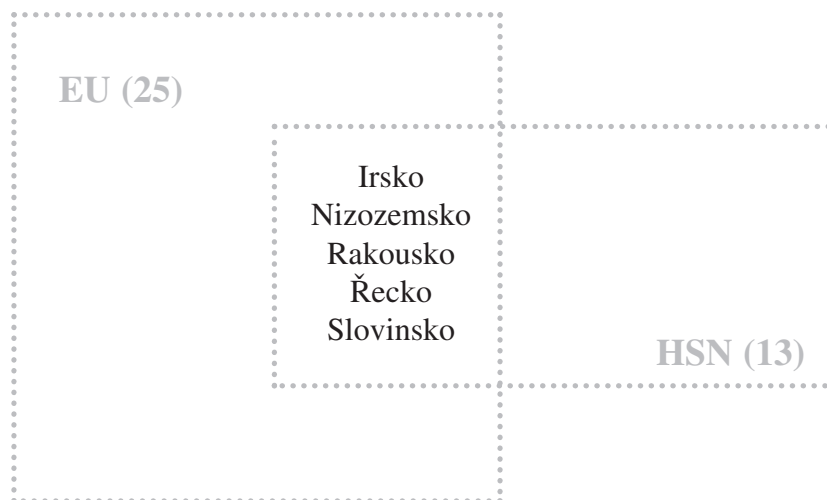 EU (25)
Irsko
Nizozemsko
Rakousko
Řecko
Slovinsko
HSN (13)